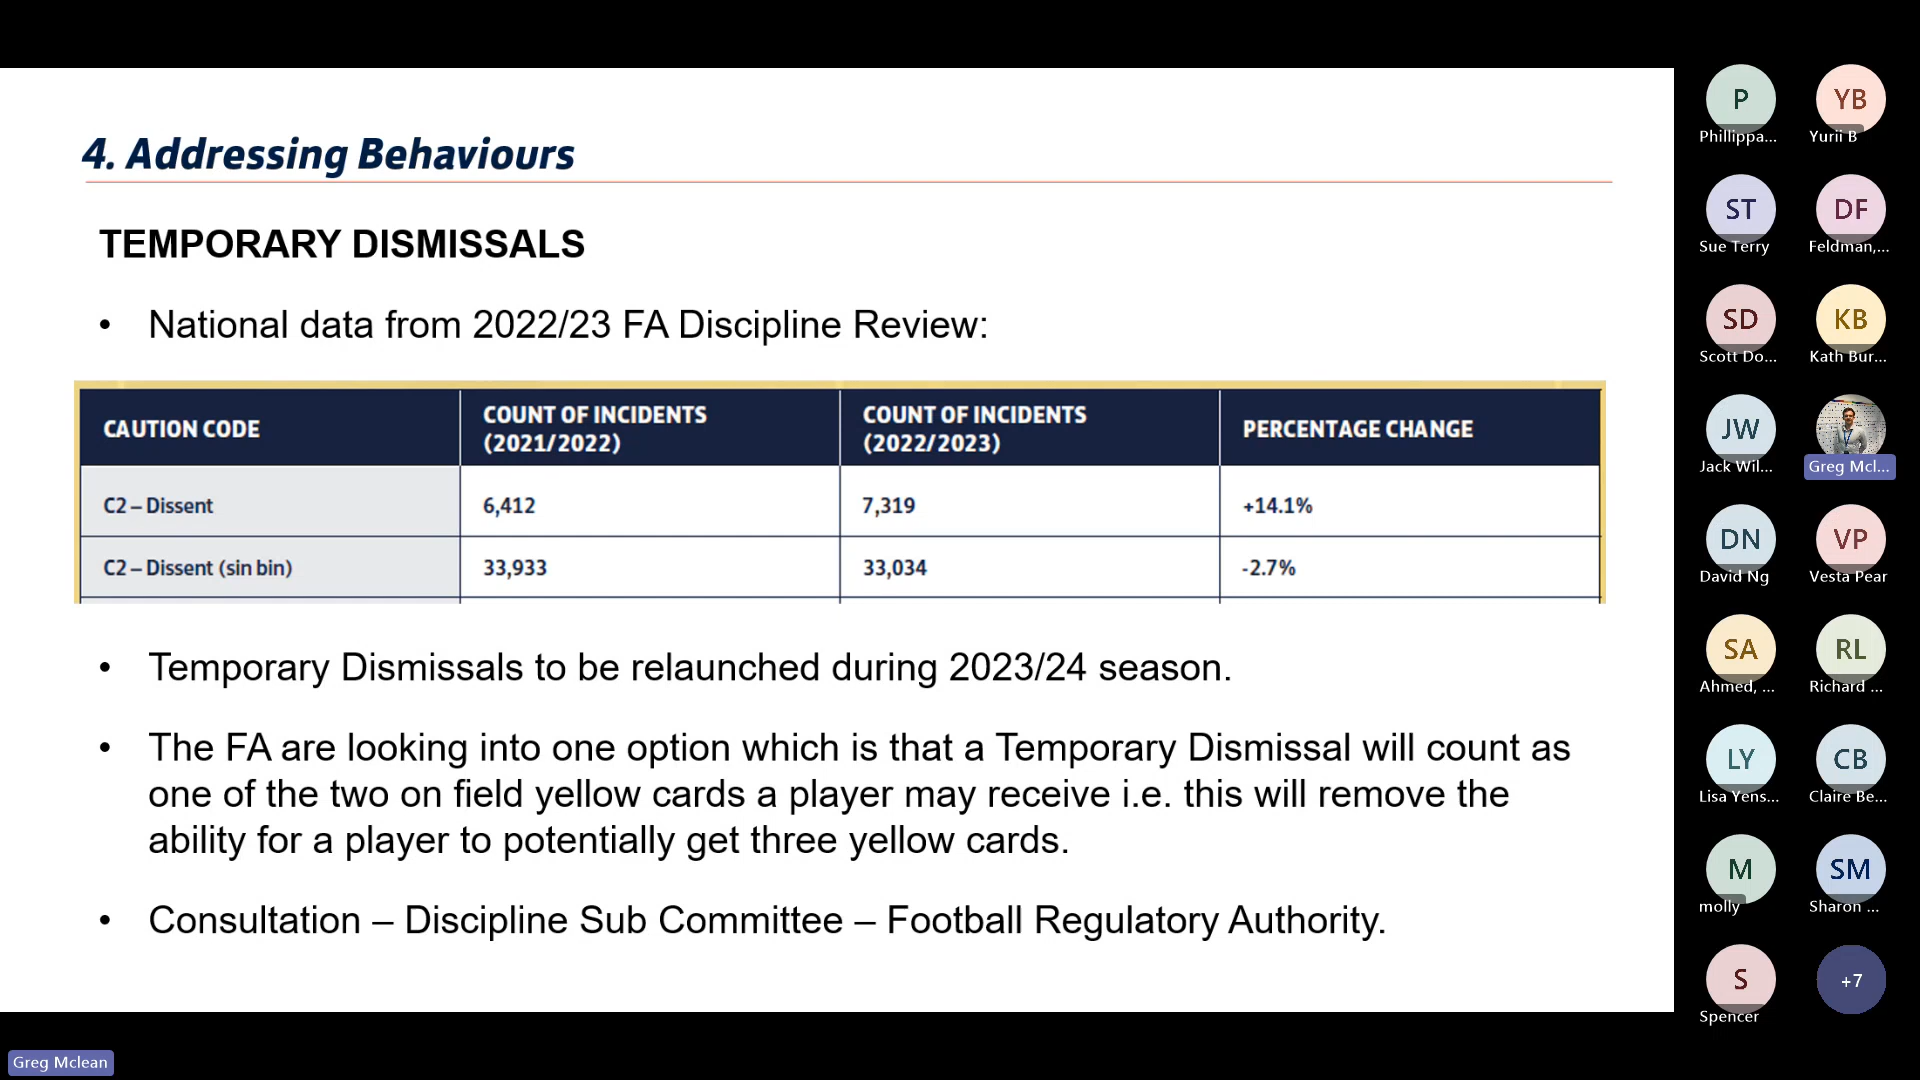 4. Addressing Behaviours
TEMPORARY DISMISSALS
• National data from 2022/23 FA Discipline Review:
CAUTION CODE
COUNT OF INCIDENTS
(2021/2022)
COUNT OF INCIDENTS
(2022/2023)
PERCENTAGE CHANGE
C2 – Dissent 6,412 7,319 +14.1%
C2 – Dissent (sin bin) 33,933 33,034 -2.7%
• Temporary Dismissals to be relaunched during 2023/24 season.
• The FA are looking into one option which is that a Temporary Dismissal will count as
one of the two on field yellow cards a player may receive i.e. this will remove the
ability for a player to potentially get three yellow cards.
• Consultation – Discipline Sub Committee – Football Regulatory Authority.
P YB
Phillippa... Yurii B
ST DF
Sue Terry Feldman,...
SD KB
Scott Do... Kath Bur...
JW
Jack Wil... Greg Mcl...
DN VP
David Ng Vesta Pear
SA RL
Ahmed, ... Richard ...
LY CB
Lisa Yens... Claire Be...
M SM
molly Sharon ...
S +7
Spencer
Greg Mclean